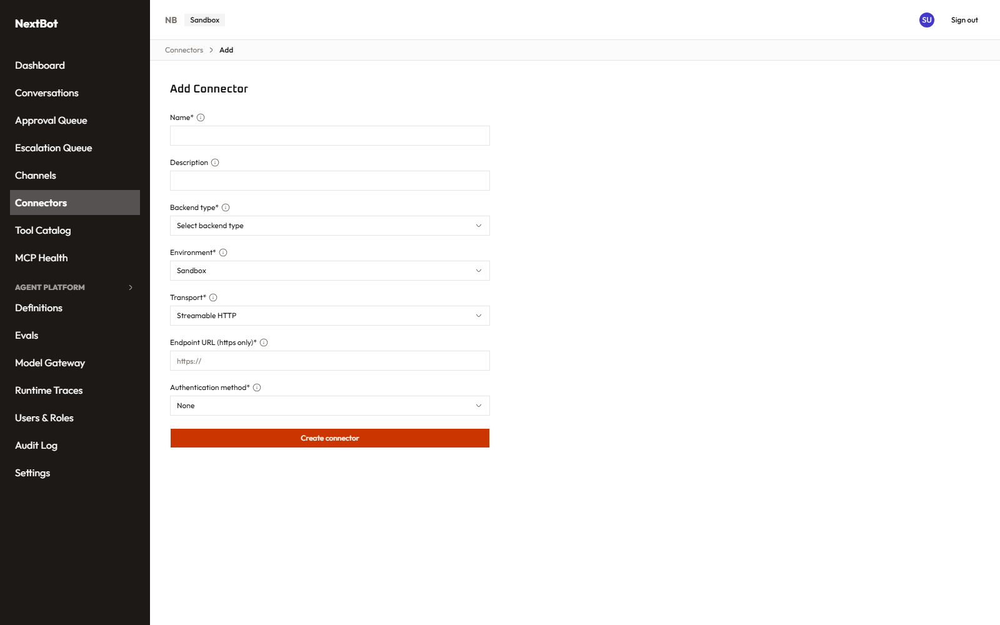 NextBot
Dashboard
Conversations
Approval Queue
Escalation Queue
Channels
Connectors
Tool Catalog
MCP Health
AGENT PLATFORM
Definitions
Evals
Model Gateway
Runtime Traces
Users & Roles
Audit Log
Settings
NB Sandbox
SU Sign out
Connectors Add
Add Connector
Name*
Description
Backend type*
Select backend type
Environment*
Sandbox
Transport*
Streamable HTTP
Endpoint URL (https only)*
https://
Authentication method*
None
Create connector